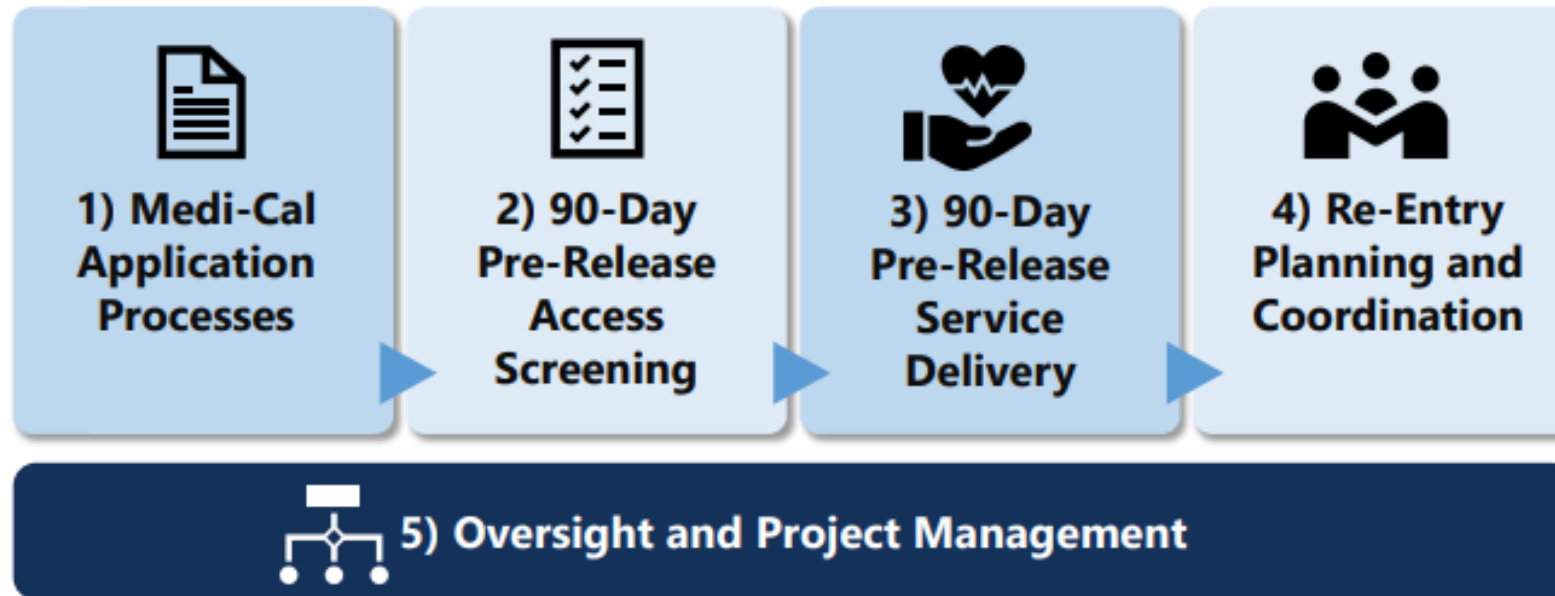 1) Medi-Cal
Application
Processes
2) 90-Day
Pre-Release
Access
Screening
3) 90-Day
Pre-Release
Service
Delivery
4) Re-Entry
Planning and
Coordination
5) Oversight and Project Management